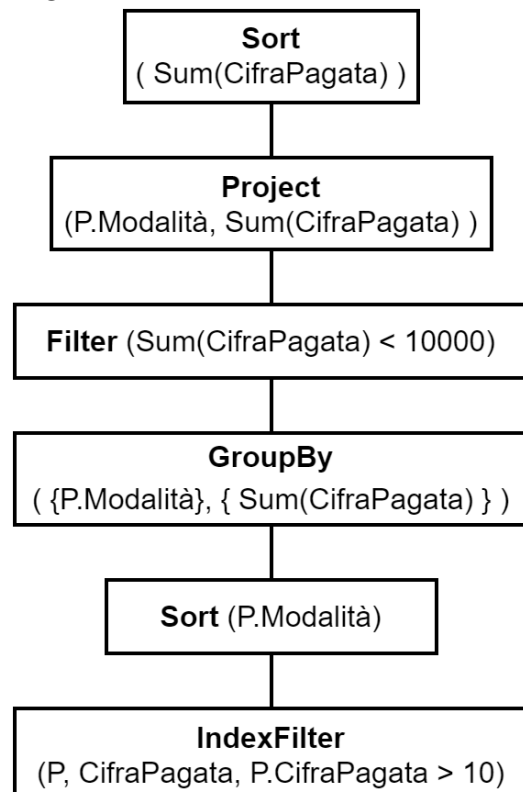 Sort
( Sum(CifraPagata) )
Project
(P.Modalità, Sum(CifraPagata) )
Filter (Sum(CifraPagata) < 10000)
GroupBy
( {P.Modalità}, { Sum(CifraPagata) } )
Sort (P.Modalità)
IndexFilter
(P, CifraPagata, P.CifraPagata > 10)